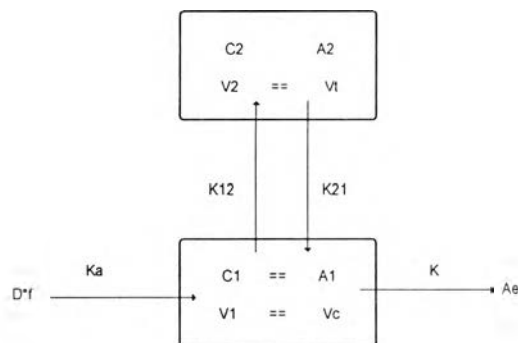 C2 A2
V2 == Vt
K12 K21
Ka
K
C1 == A1
D*f
Ae
V1 == Vc